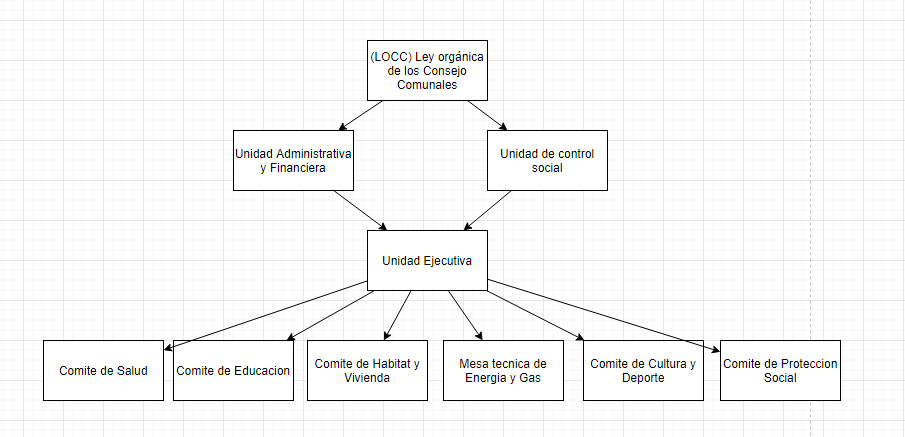 (LOCC) Ley orgánica
de los Consejo
Comunales
Unidad Administrativa
y Financiera
Unidad de control
social
Unidad Ejecutiva
Comite de Salud
Comite de Educacion
Comite de Habitat y
Vivienda
Mesa tecnica de
Energia y Gas
Comite de Cultura y
Deporte
Comite de Proteccion
Social